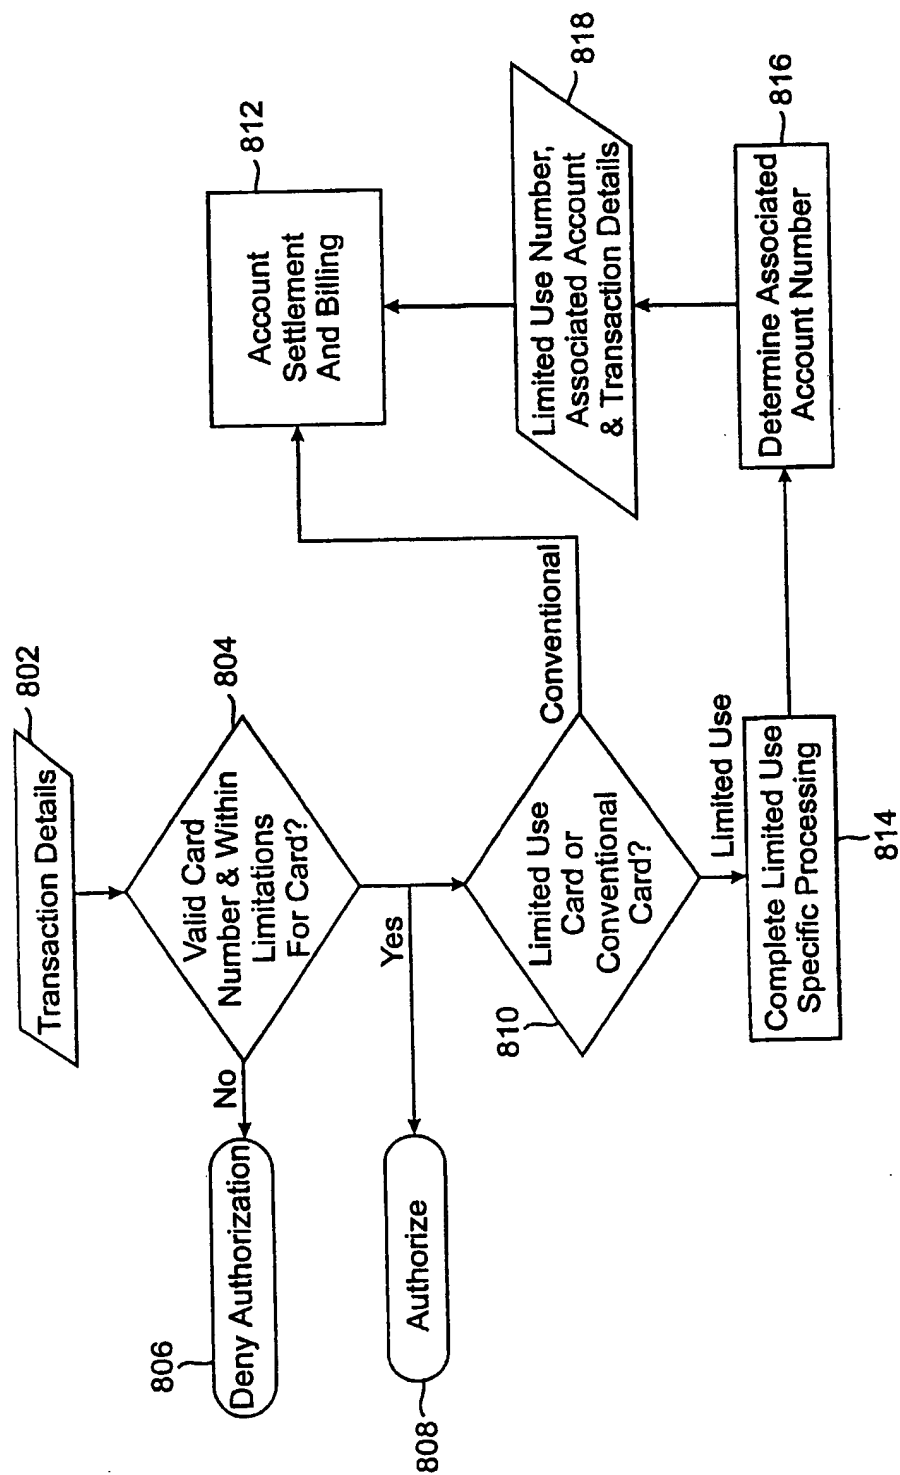 802
Transaction Details
804
Valid Card
Number & Within
Limitations
For Card?
No
806
Deny Authorization
Yes
808
Authorize
810
Limited Use
Card or
Conventional
Card?
Conventional
812
Account
Settlement
And Billing
Limited Use
Complete Limited Use
Specific Processing
814
Determine Associated
Account Number
816
Limited Use Number,
Associated Account
& Transaction Details
818